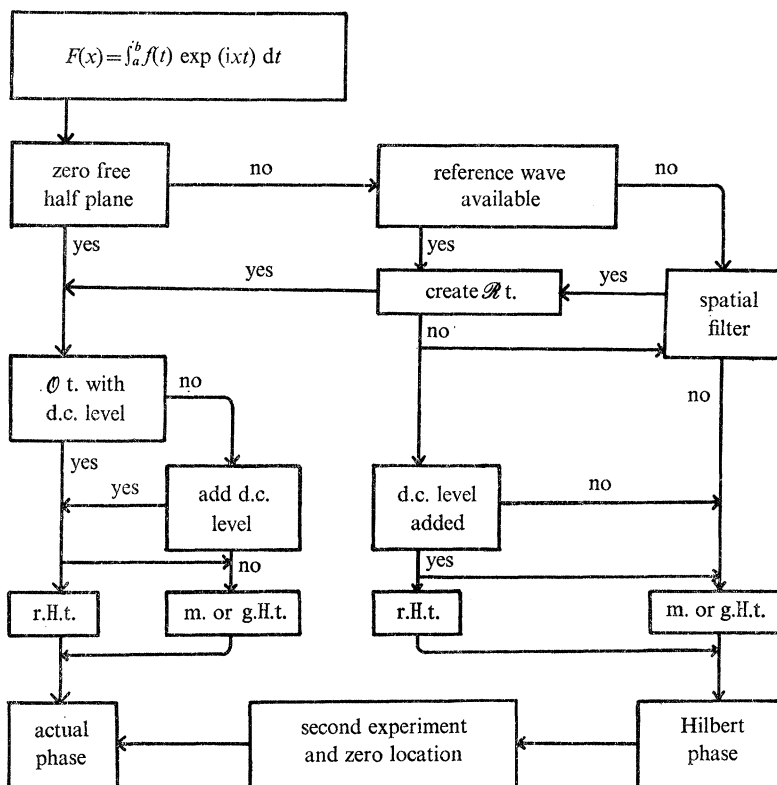 F(x)=∫ₐᵇ f(t) exp (ixt) dt
zero free
half plane
no
reference wave
available
no
yes
yes
yes
create ℛ t.
yes
spatial
filter
no
𝒪 t. with
d.c. level
no
no
yes
yes
add d.c.
level
d.c. level
added
no
no
yes
r.H.t.
m. or g.H.t.
r.H.t.
m. or g.H.t.
actual
phase
second experiment
and zero location
Hilbert
phase